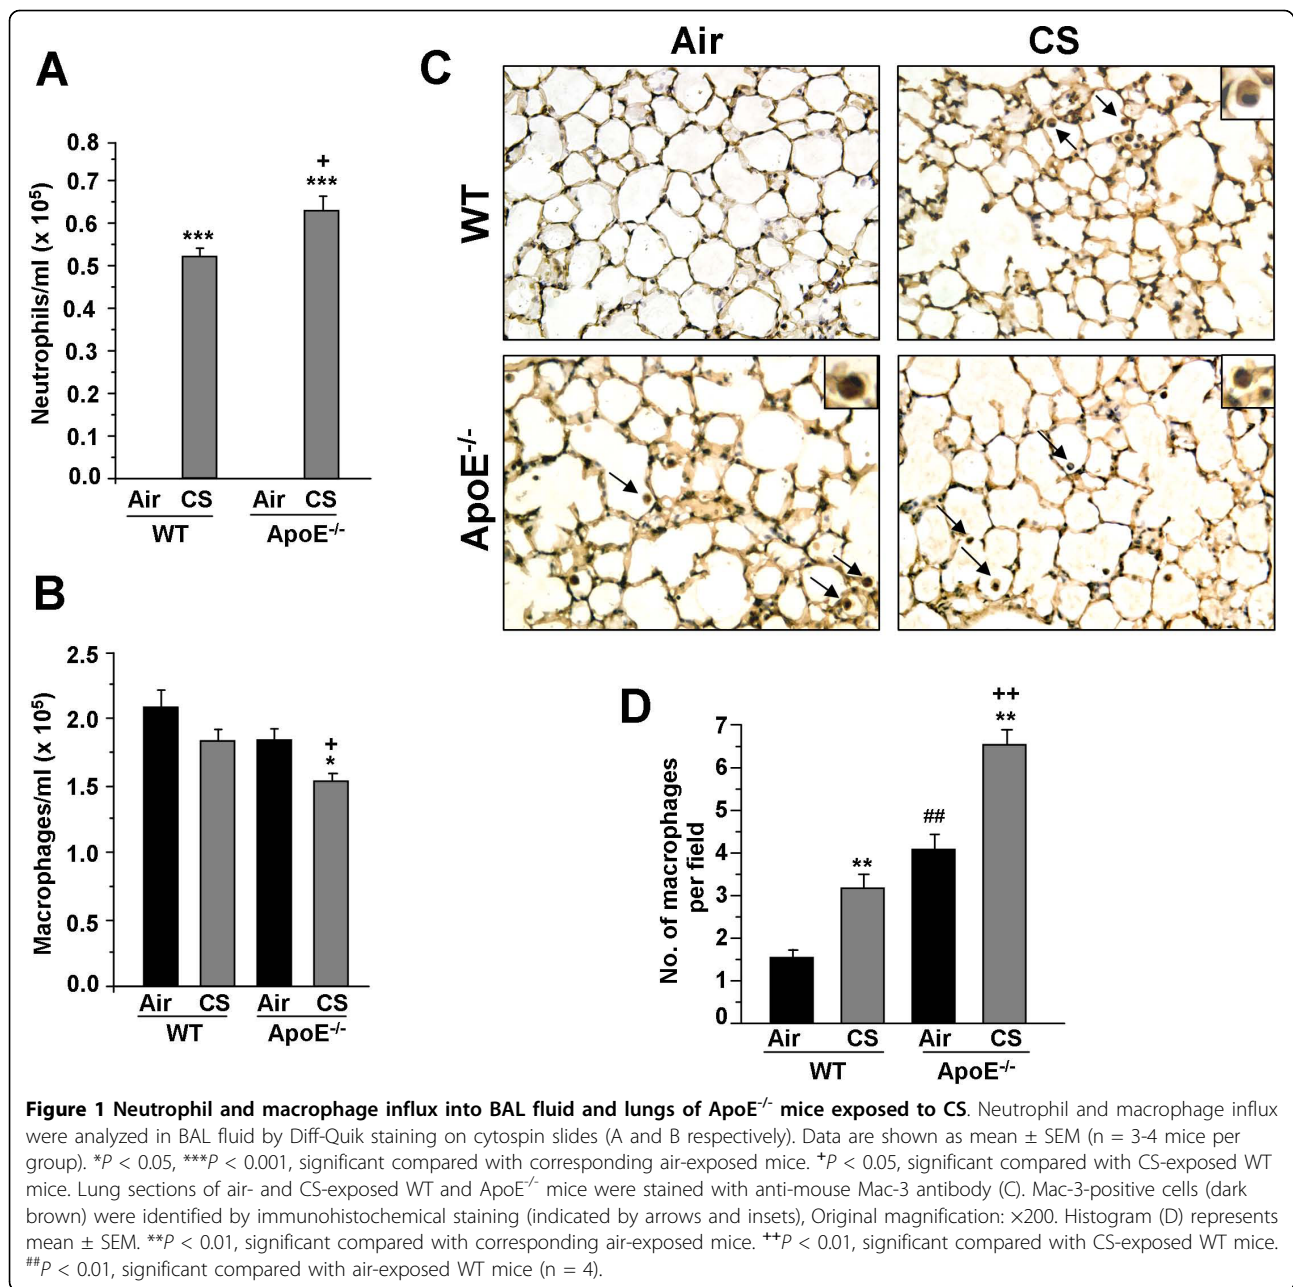 A
Neutrophils/ml (x 10⁵)
0.8
0.7
0.6
0.5
0.4
0.3
0.2
0.1
0.0
***
+
***
Air CS Air CS
WT ApoE⁻/⁻
B
Macrophages/ml (x 10⁵)
2.5
2.0
1.5
1.0
0.5
0.0
+
*
Air CS Air CS
WT ApoE⁻/⁻
C
Air CS
WT
ApoE⁻/⁻
D
No. of macrophages
per field
7
6
5
4
3
2
1
0
**
##
++
**
Air CS Air CS
WT ApoE⁻/⁻
Figure 1 Neutrophil and macrophage influx into BAL fluid and lungs of ApoE⁻/⁻ mice exposed to CS. Neutrophil and macrophage influx
were analyzed in BAL fluid by Diff-Quik staining on cytospin slides (A and B respectively). Data are shown as mean ± SEM (n = 3-4 mice per
group). *P < 0.05, ***P < 0.001, significant compared with corresponding air-exposed mice. ⁺P < 0.05, significant compared with CS-exposed WT
mice. Lung sections of air- and CS-exposed WT and ApoE⁻/⁻ mice were stained with anti-mouse Mac-3 antibody (C). Mac-3-positive cells (dark
brown) were identified by immunohistochemical staining (indicated by arrows and insets), Original magnification: ×200. Histogram (D) represents
mean ± SEM. **P < 0.01, significant compared with corresponding air-exposed mice. ⁺⁺P < 0.01, significant compared with CS-exposed WT mice.
##P < 0.01, significant compared with air-exposed WT mice (n = 4).